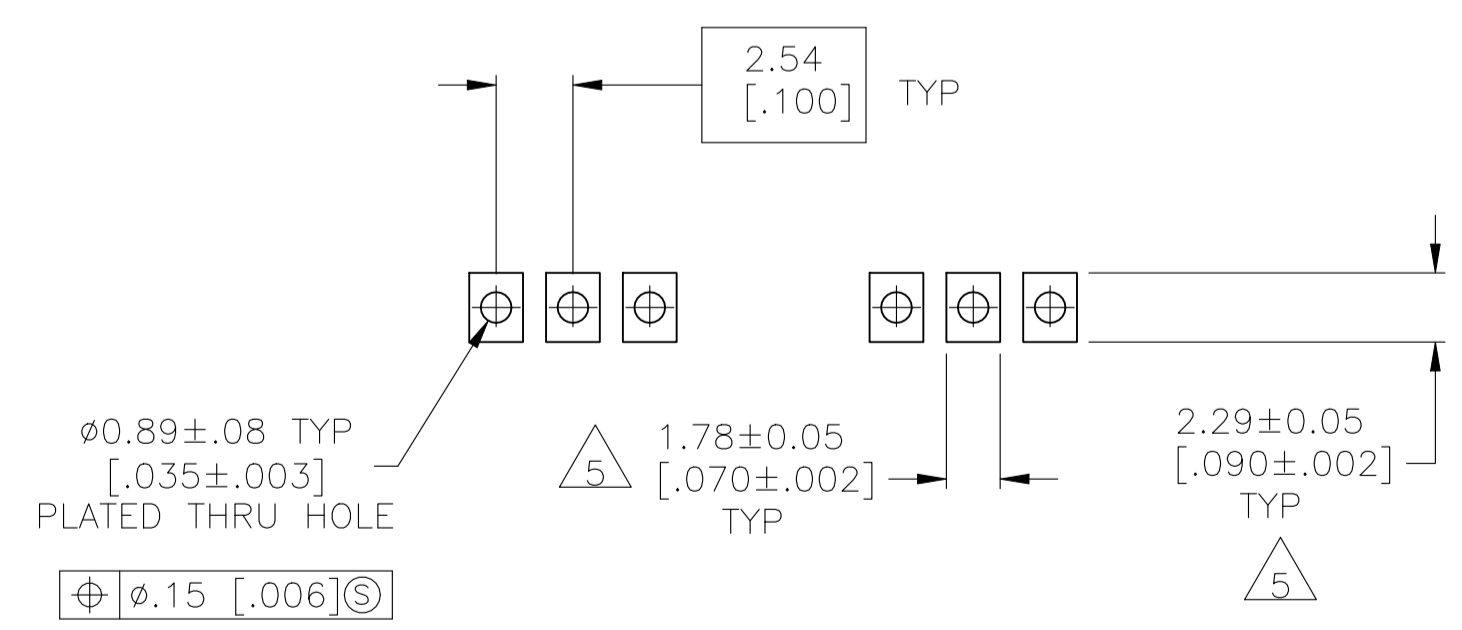 2.54
[.100]
TYP
ø0.89±.08 TYP
[.035±.003]
PLATED THRU HOLE
⌖ ø.15 [.006]Ⓢ
5
1.78±0.05
[.070±.002]
TYP
2.29±0.05
[.090±.002]
TYP
5